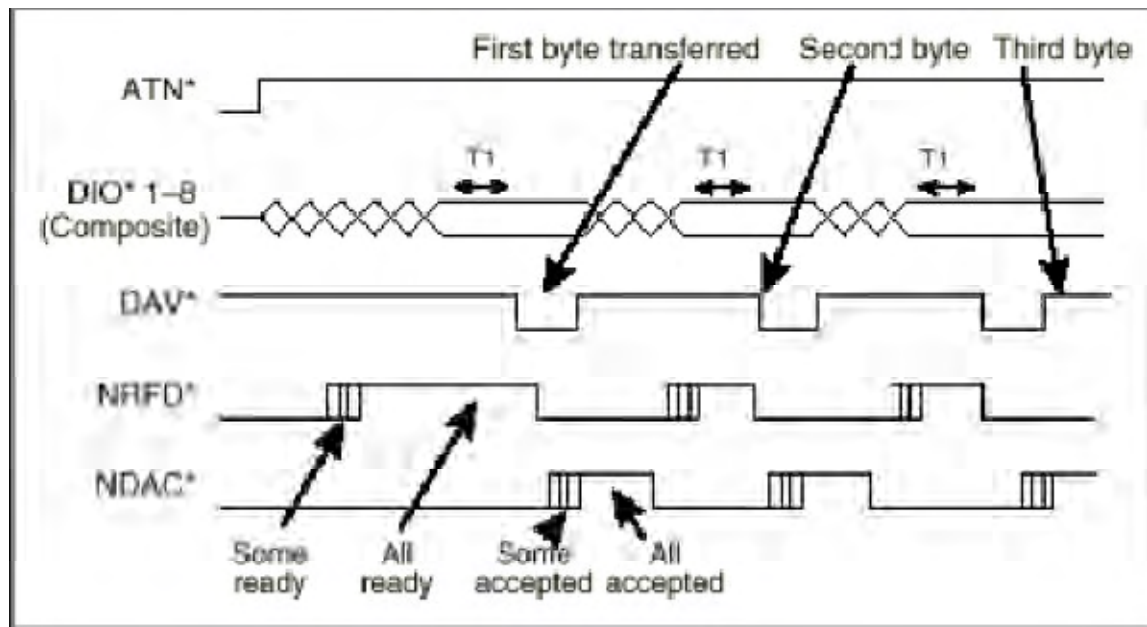 First byte transferred Second byte Third byte
ATN*
T1 T1 T1
DIO* 1–8
(Composite)
DAV*
NRFD*
NDAC*
Some All Some All
ready ready accepted accepted